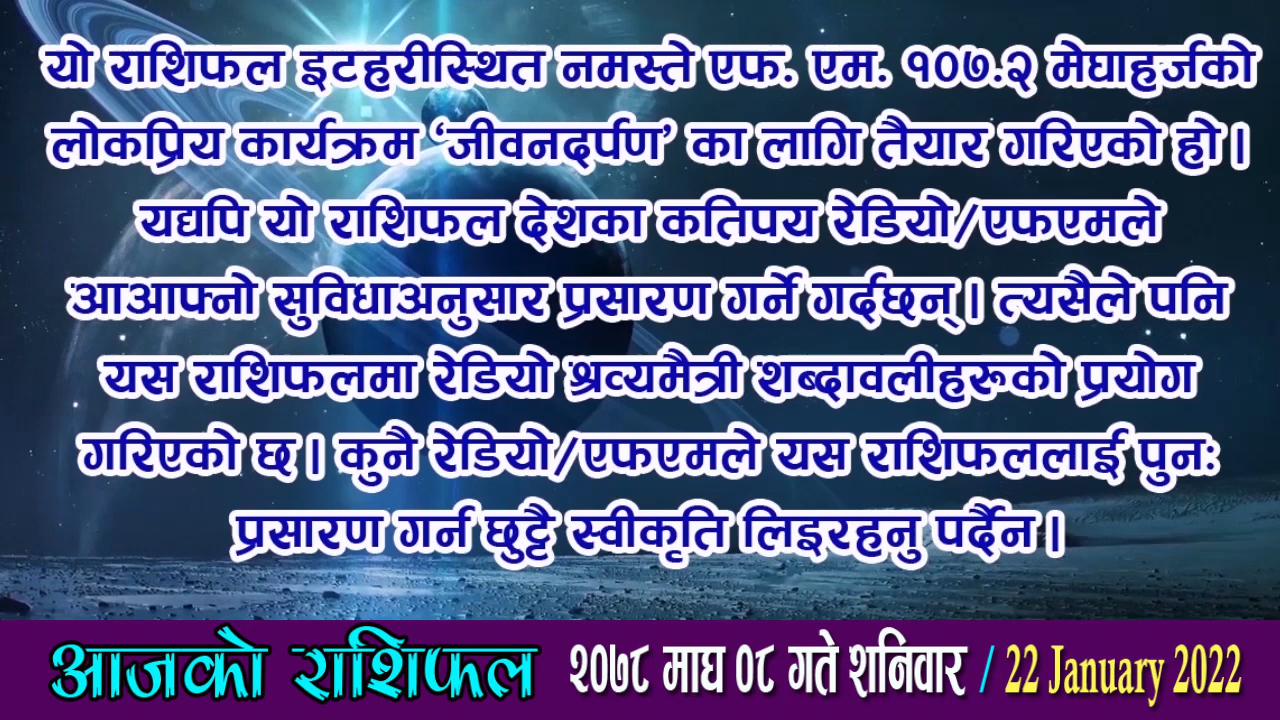 यो राशिफल इटहरीस्थित नमस्ते एफ. एम. १०७.२ मेघाहर्जको
लोकप्रिय कार्यक्रम ‘जीवनदर्पण’ का लागि तैयार गरिएको हो।
यद्यपि यो राशिफल देशका कतिपय रेडियो/एफएमले
आआफ्नो सुविधाअनुसार प्रसारण गर्ने गर्दछन्। त्यसैले पनि
यस राशिफलमा रेडियो श्रव्यमैत्री शब्दावलीहरूको प्रयोग
गरिएको छ। कुनै रेडियो/एफएमले यस राशिफललाई पुनः
प्रसारण गर्न छुट्टै स्वीकृति लिइरहनु पर्दैन।
आजको राशिफल २०७८ माघ ०८ गते शनिवार / 22 January 2022